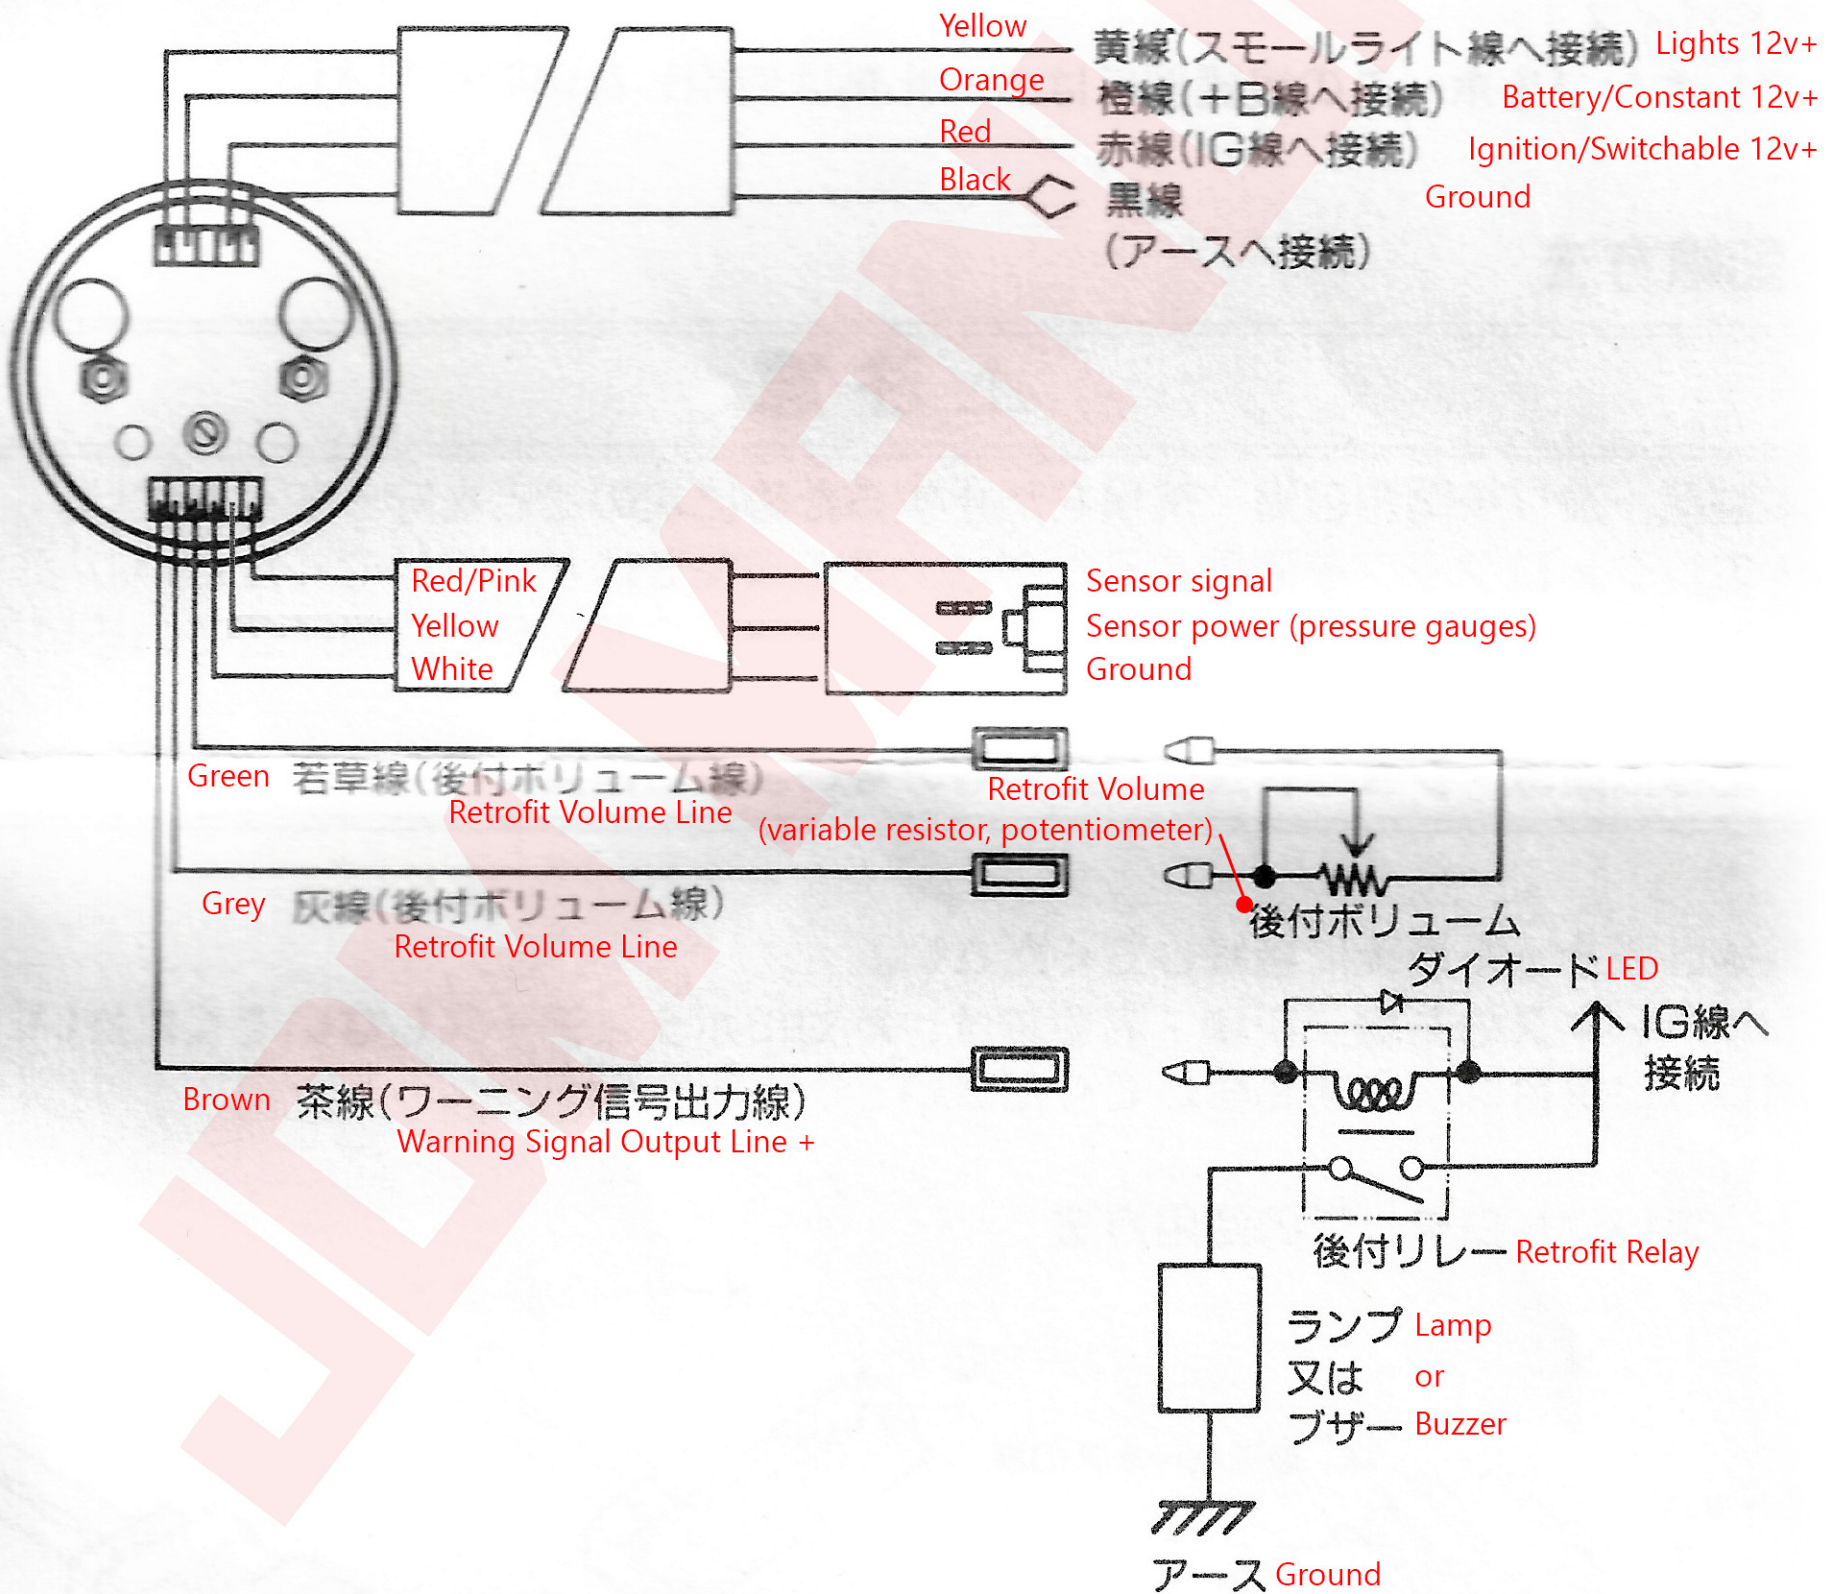 Yellow 黄線(スモールライト線へ接続) Lights 12v+
Orange 橙線(+B線へ接続) Battery/Constant 12v+
Red 赤線(IG線へ接続) Ignition/Switchable 12v+
Black 黒線 Ground
(アースへ接続)
Red/Pink Sensor signal
Yellow Sensor power (pressure gauges)
White Ground
Green 若草線(後付ボリューム線)
Retrofit Volume Line
Retrofit Volume
(variable resistor, potentiometer)
Grey 灰線(後付ボリューム線)
Retrofit Volume Line
後付ボリューム
ダイオード LED
IG線へ
接続
Brown 茶線(ワーニング信号出力線)
Warning Signal Output Line +
後付リレー Retrofit Relay
ランプ Lamp
又は or
ブザー Buzzer
アース Ground
JDMMANUALS